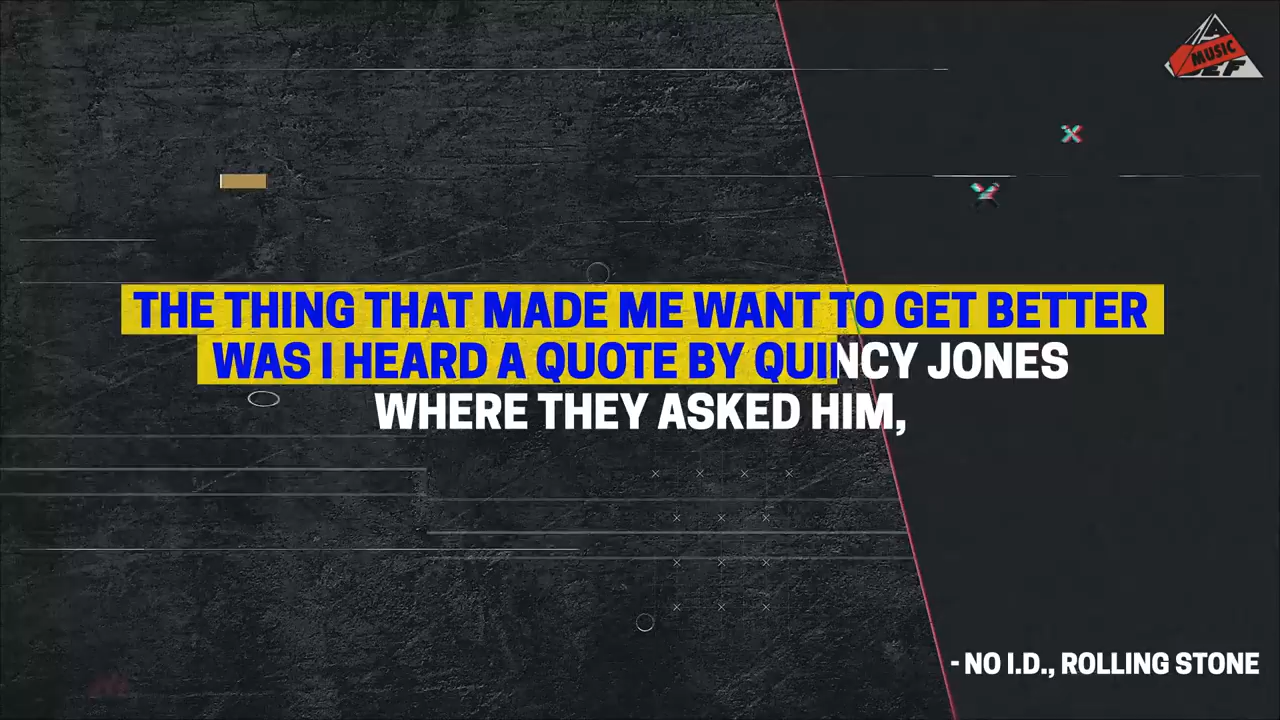 MUSIC
DEF
THE THING THAT MADE ME WANT TO GET BETTER
WAS I HEARD A QUOTE BY QUINCY JONES
WHERE THEY ASKED HIM,
- NO I.D., ROLLING STONE